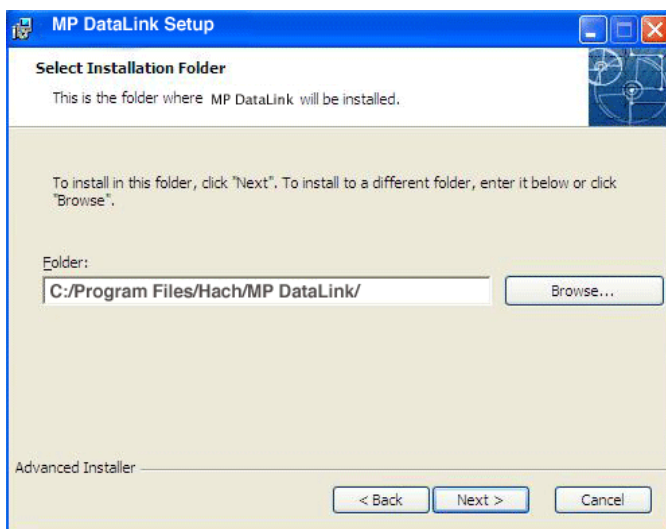 MP DataLink Setup
Select Installation Folder
This is the folder where MP DataLink will be installed.
To install in this folder, click "Next". To install to a different folder, enter it below or click
"Browse".
Folder:
C:/Program Files/Hach/MP DataLink/
Browse...
Advanced Installer
< Back
Next >
Cancel